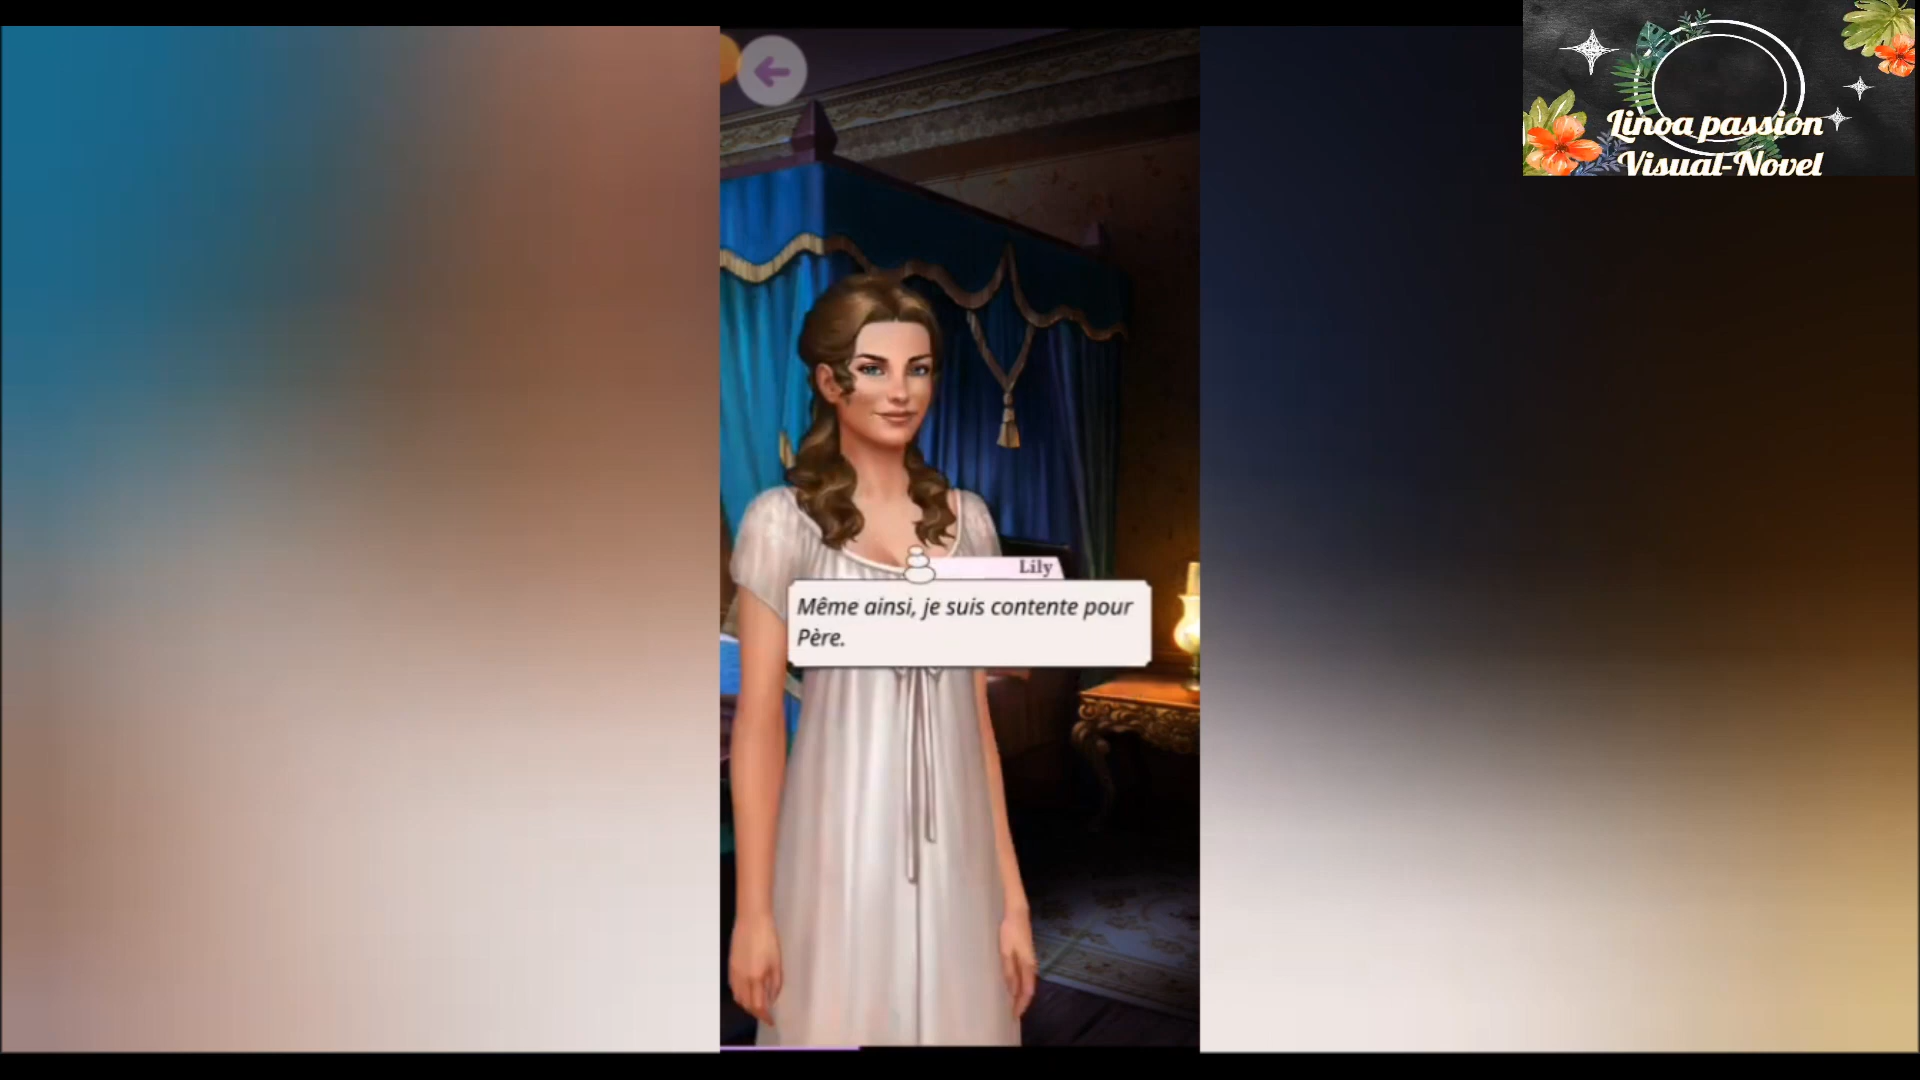 Linoa passion
Visual-Novel
Lily
Même ainsi, je suis contente pour
Père.